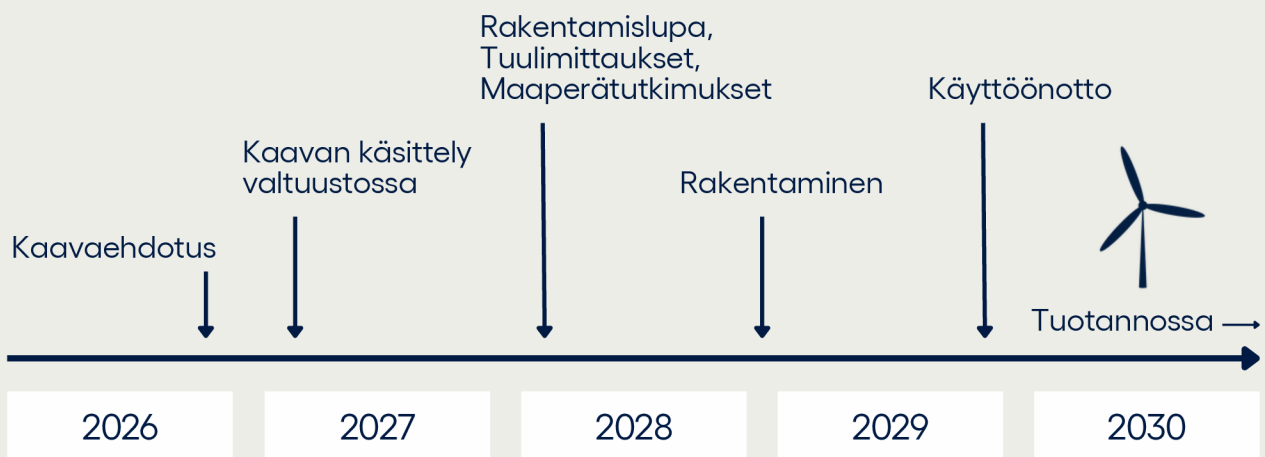 Kaavaehdotus
Kaavan käsittely
valtuustossa
Rakentamislupa,
Tuulimittaukset,
Maaperätutkimukset
Rakentaminen
Käyttöönotto
Tuotannossa
2026
2027
2028
2029
2030